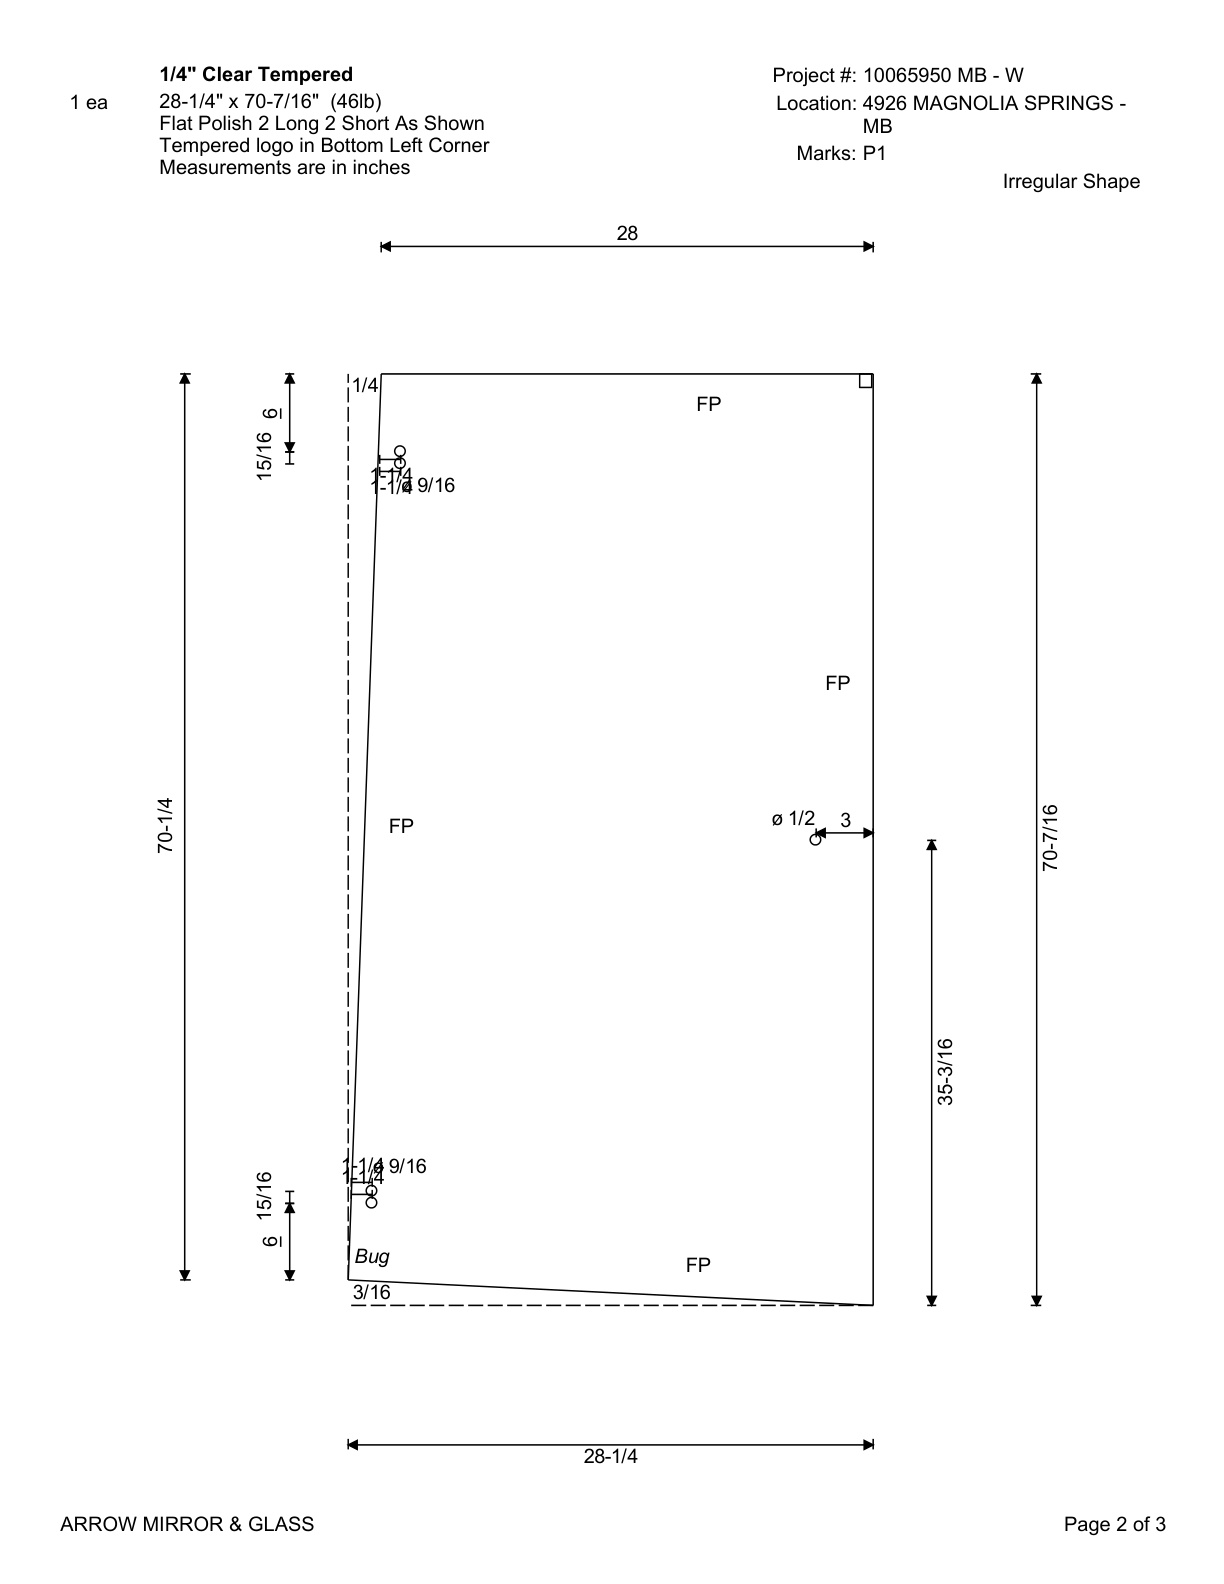 1/4" Clear Tempered
1 ea
28-1/4" x 70-7/16" (46lb)
Flat Polish 2 Long 2 Short As Shown
Tempered logo in Bottom Left Corner
Measurements are in inches
Project #: 10065950 MB - W
Location: 4926 MAGNOLIA SPRINGS -
MB
Marks: P1
Irregular Shape
28
1/4
FP
6
15/16
1-1/4
1-1/4
ø 9/16
FP
70-1/4
FP
ø 1/2
3
70-7/16
35-3/16
1-1/4
ø 9/16
1-1/4
15/16
6
Bug
FP
3/16
28-1/4
ARROW MIRROR & GLASS
Page 2 of 3